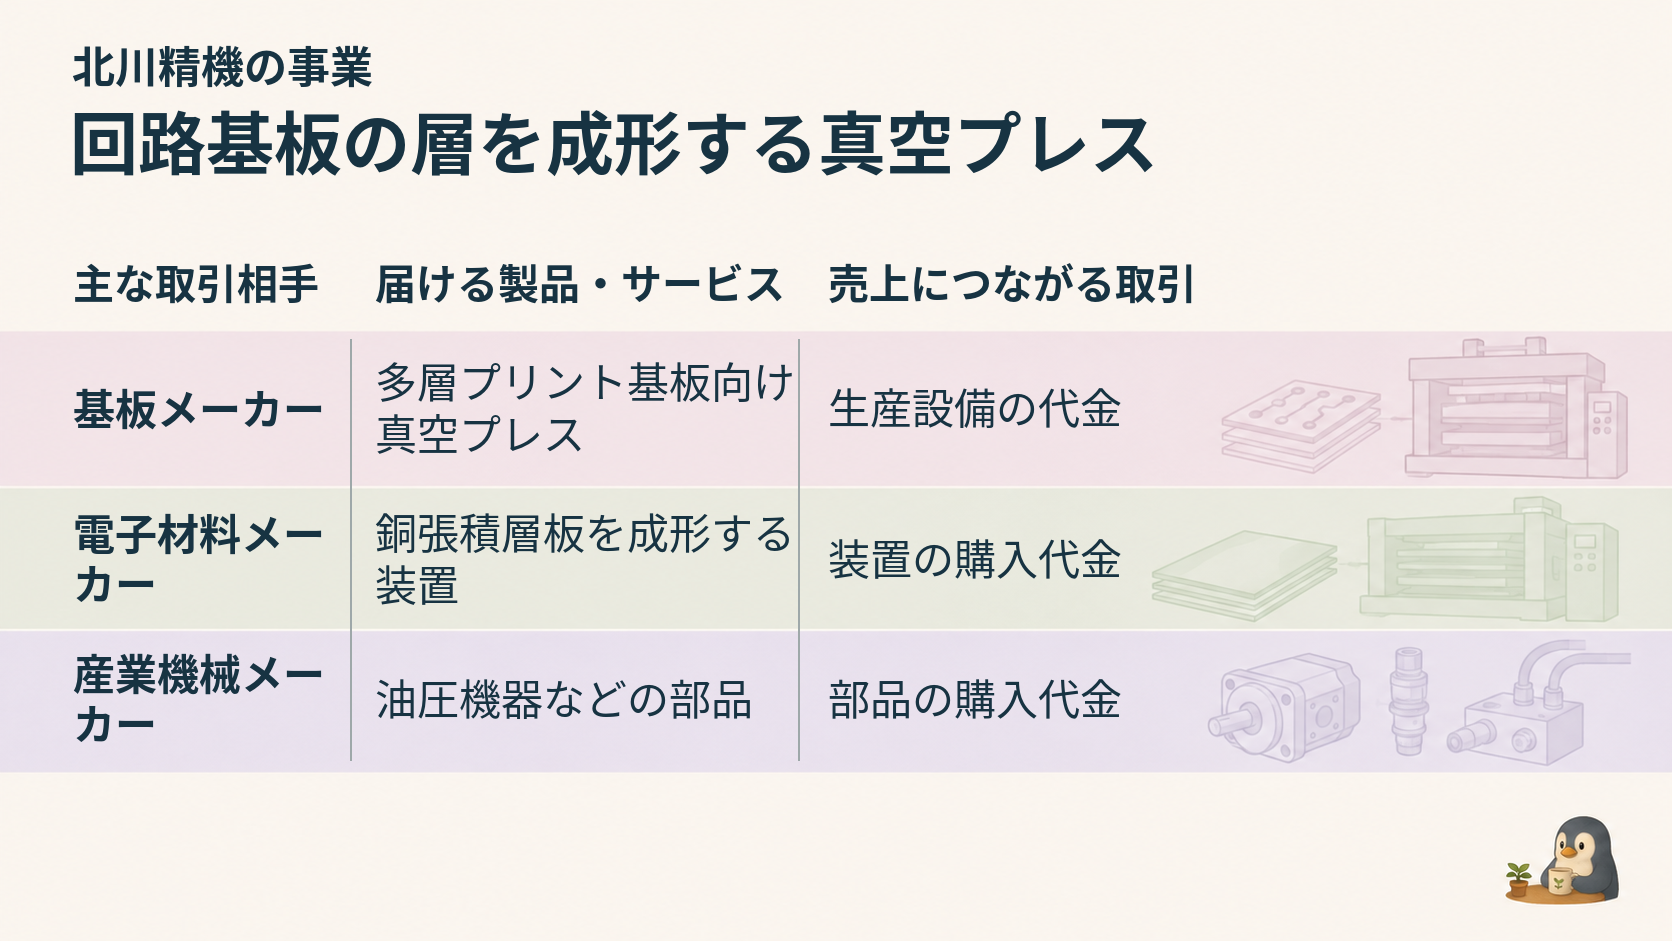 北川精機の事業
回路基板の層を成形する真空プレス
主な取引相手
届ける製品・サービス
売上につながる取引
基板メーカー
多層プリント基板向け
真空プレス
生産設備の代金
電子材料メー
カー
銅張積層板を成形する
装置
装置の購入代金
産業機械メー
カー
油圧機器などの部品
部品の購入代金